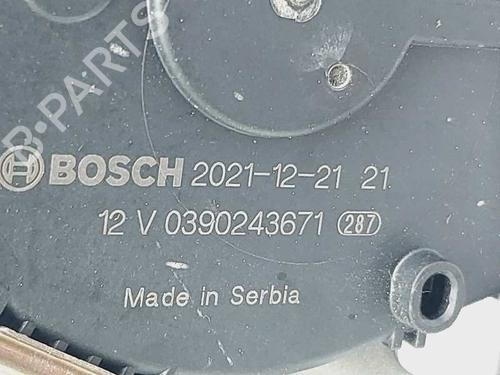 B-PARTS
BOSCH 2021-12-21 21
12 V 0390243671 287
Made in Serbia